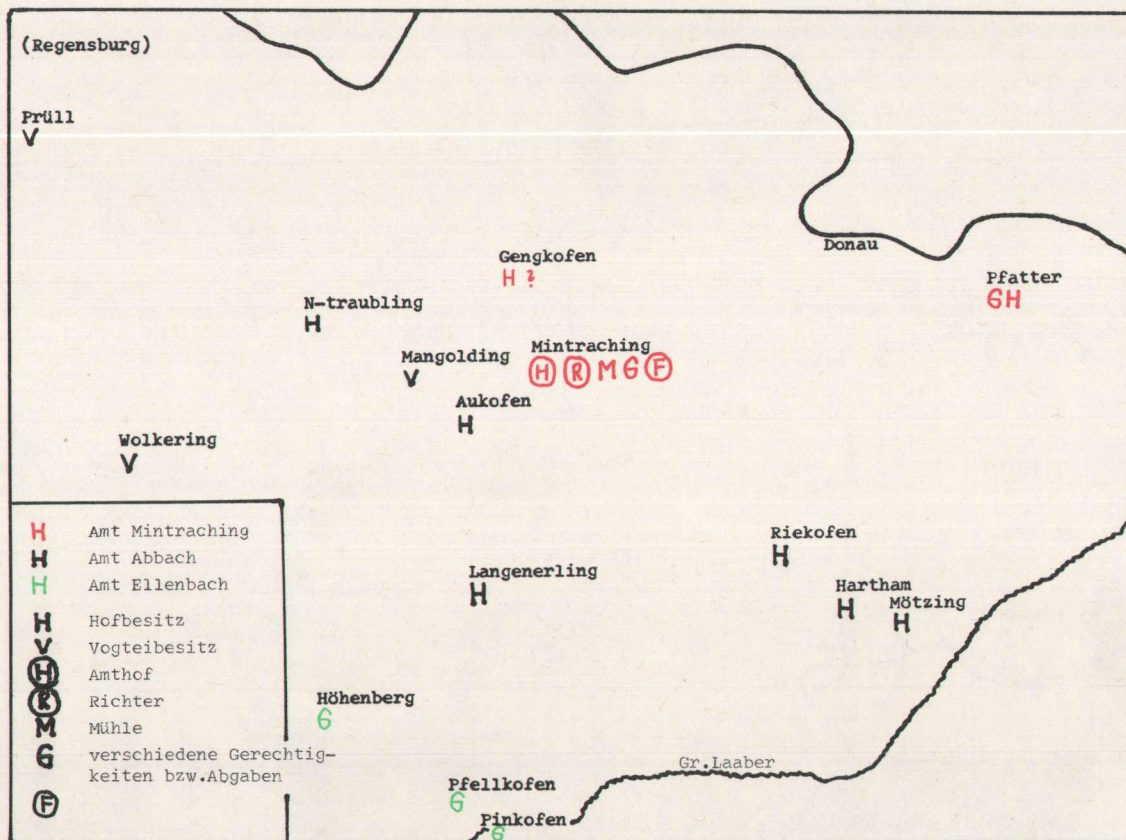 (Regensburg)
Prüll
V
Donau
Gengkofen
H ?
Pfatter
GH
N-traubling
H
Mintraching
H R M G F
Mangolding
V
Aukofen
H
Wolkering
V
Riekofen
H
Langenerling
H
Hartham
H
Mötzing
H
H Amt Mintraching
H Amt Abbach
H Amt Ellenbach
H Hofbesitz
V Vogteibesitz
H Amthof
R Richter
M Mühle
G verschiedene Gerechtig-
keiten bzw.Abgaben
F
Höhenberg
G
Gr.Laaber
Pfellkofen
G
Pinkofen
G